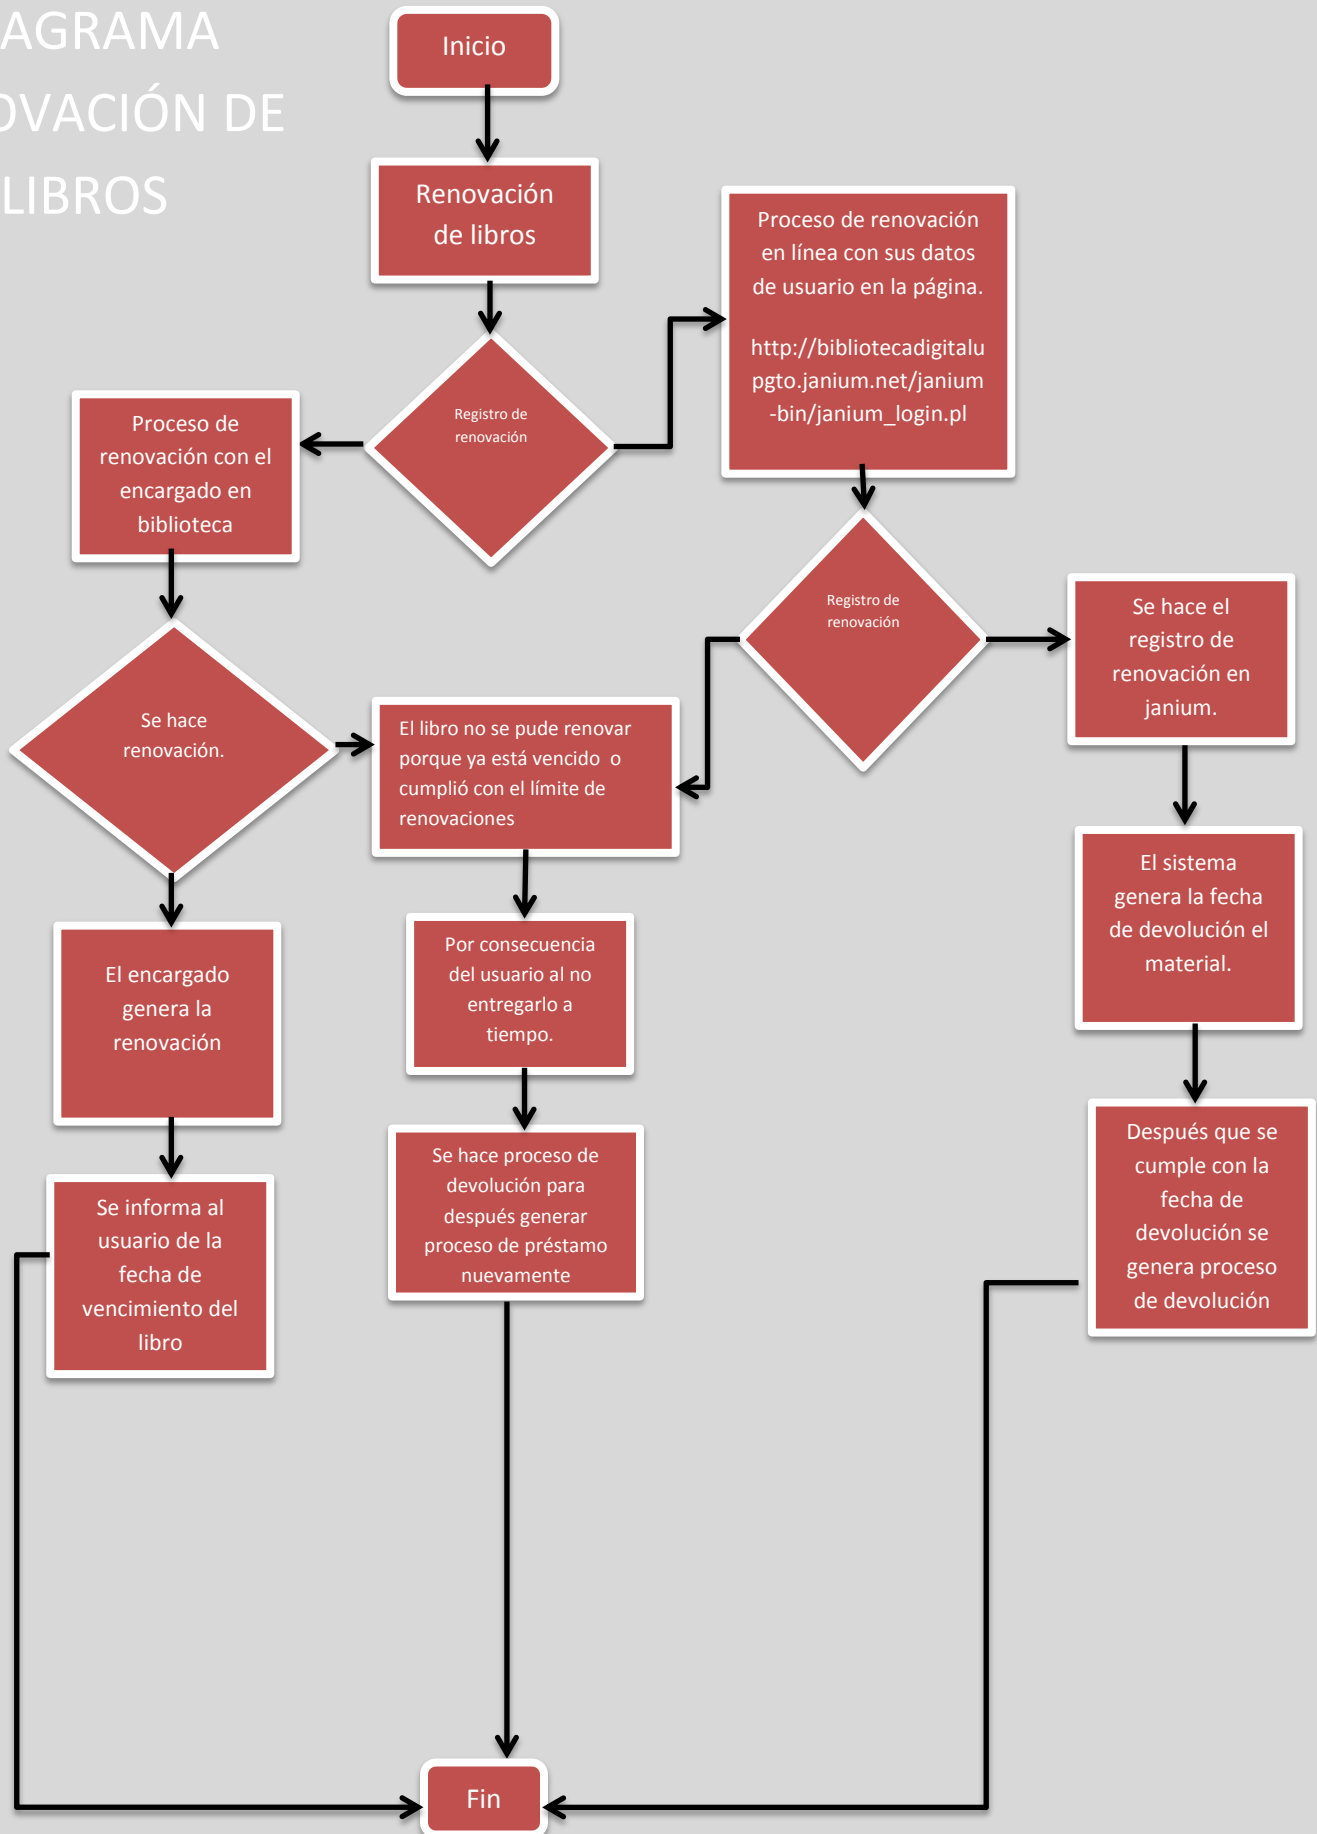 AGRAMA
OVACIÓN DE
LIBROS
Inicio
Renovación
de libros
Proceso de renovación
en línea con sus datos
de usuario en la página.
http://bibliotecadigitalu
pgto.janium.net/janium
-bin/janium_login.pl
Registro de
renovación
Proceso de
renovación con el
encargado en
biblioteca
Registro de
renovación
Se hace el
registro de
renovación en
janium.
Se hace
renovación.
El libro no se pude renovar
porque ya está vencido o
cumplió con el límite de
renovaciones
El sistema
genera la fecha
de devolución el
material.
El encargado
genera la
renovación
Por consecuencia
del usuario al no
entregarlo a
tiempo.
Después que se
cumple con la
fecha de
devolución se
genera proceso
de devolución
Se hace proceso de
devolución para
después generar
proceso de préstamo
nuevamente
Se informa al
usuario de la
fecha de
vencimiento del
libro
Fin